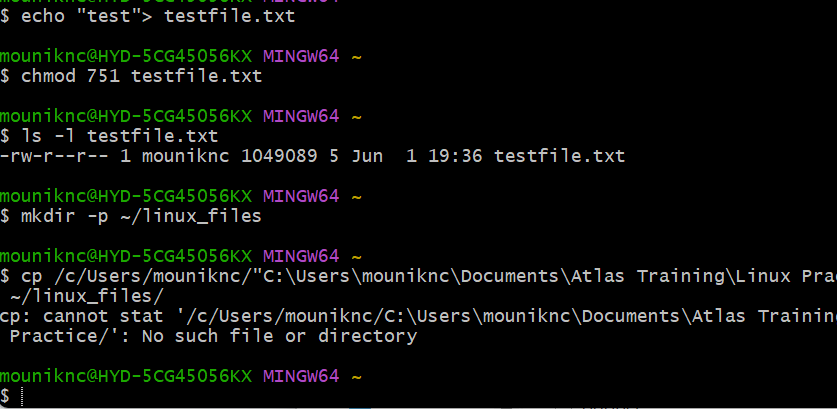 $ echo "test"> testfile.txt
mouniknc@HYD-5CG45056KX MINGW64 ~
$ chmod 751 testfile.txt
mouniknc@HYD-5CG45056KX MINGW64 ~
$ ls -l testfile.txt
-rw-r--r-- 1 mouniknc 1049089 5 Jun  1 19:36 testfile.txt
mouniknc@HYD-5CG45056KX MINGW64 ~
$ mkdir -p ~/linux_files
mouniknc@HYD-5CG45056KX MINGW64 ~
$ cp /c/Users/mouniknc/"C:\Users\mouniknc\Documents\Atlas Training\Linux Pra
~/linux_files/
cp: cannot stat '/c/Users/mouniknc/C:\Users\mouniknc\Documents\Atlas Training
Practice/': No such file or directory
mouniknc@HYD-5CG45056KX MINGW64 ~
$